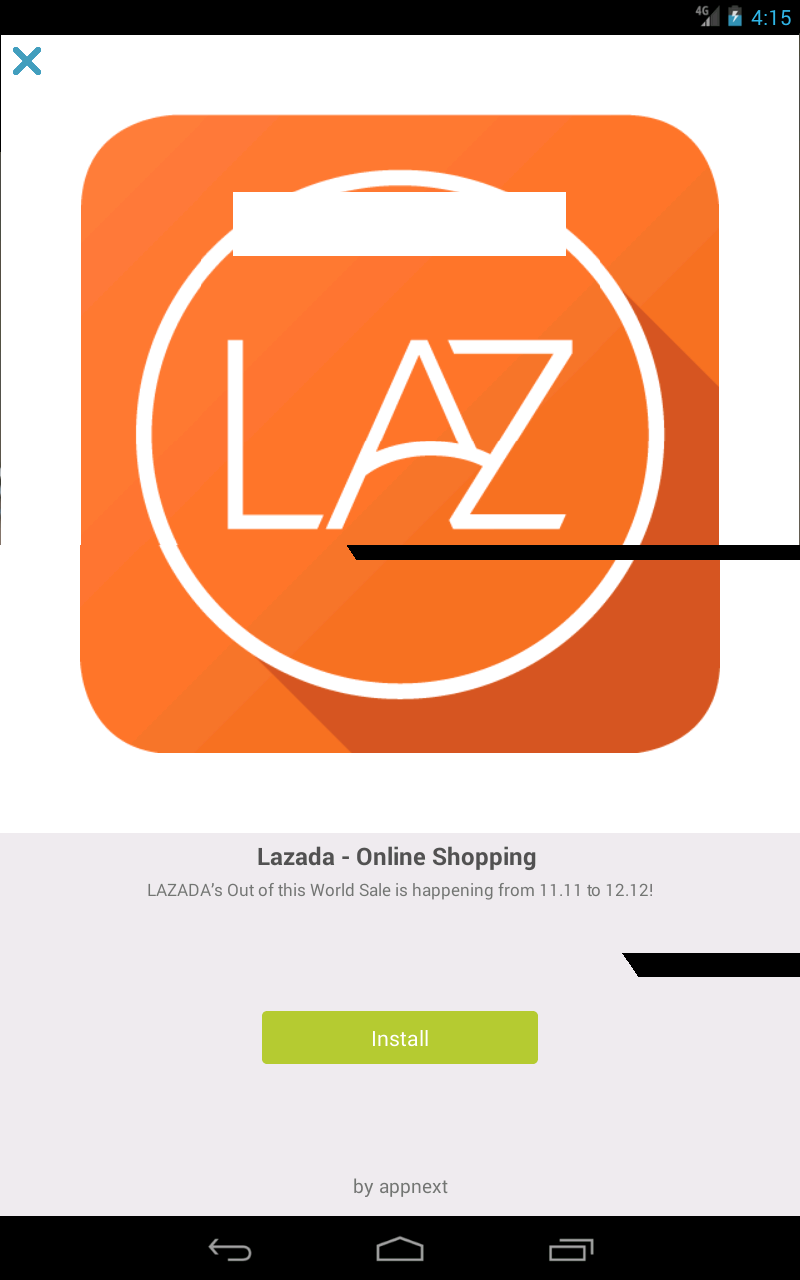 4G
4:15
LAZ
Lazada - Online Shopping
LAZADA's Out of this World Sale is happening from 11.11 to 12.12!
Install
by appnext